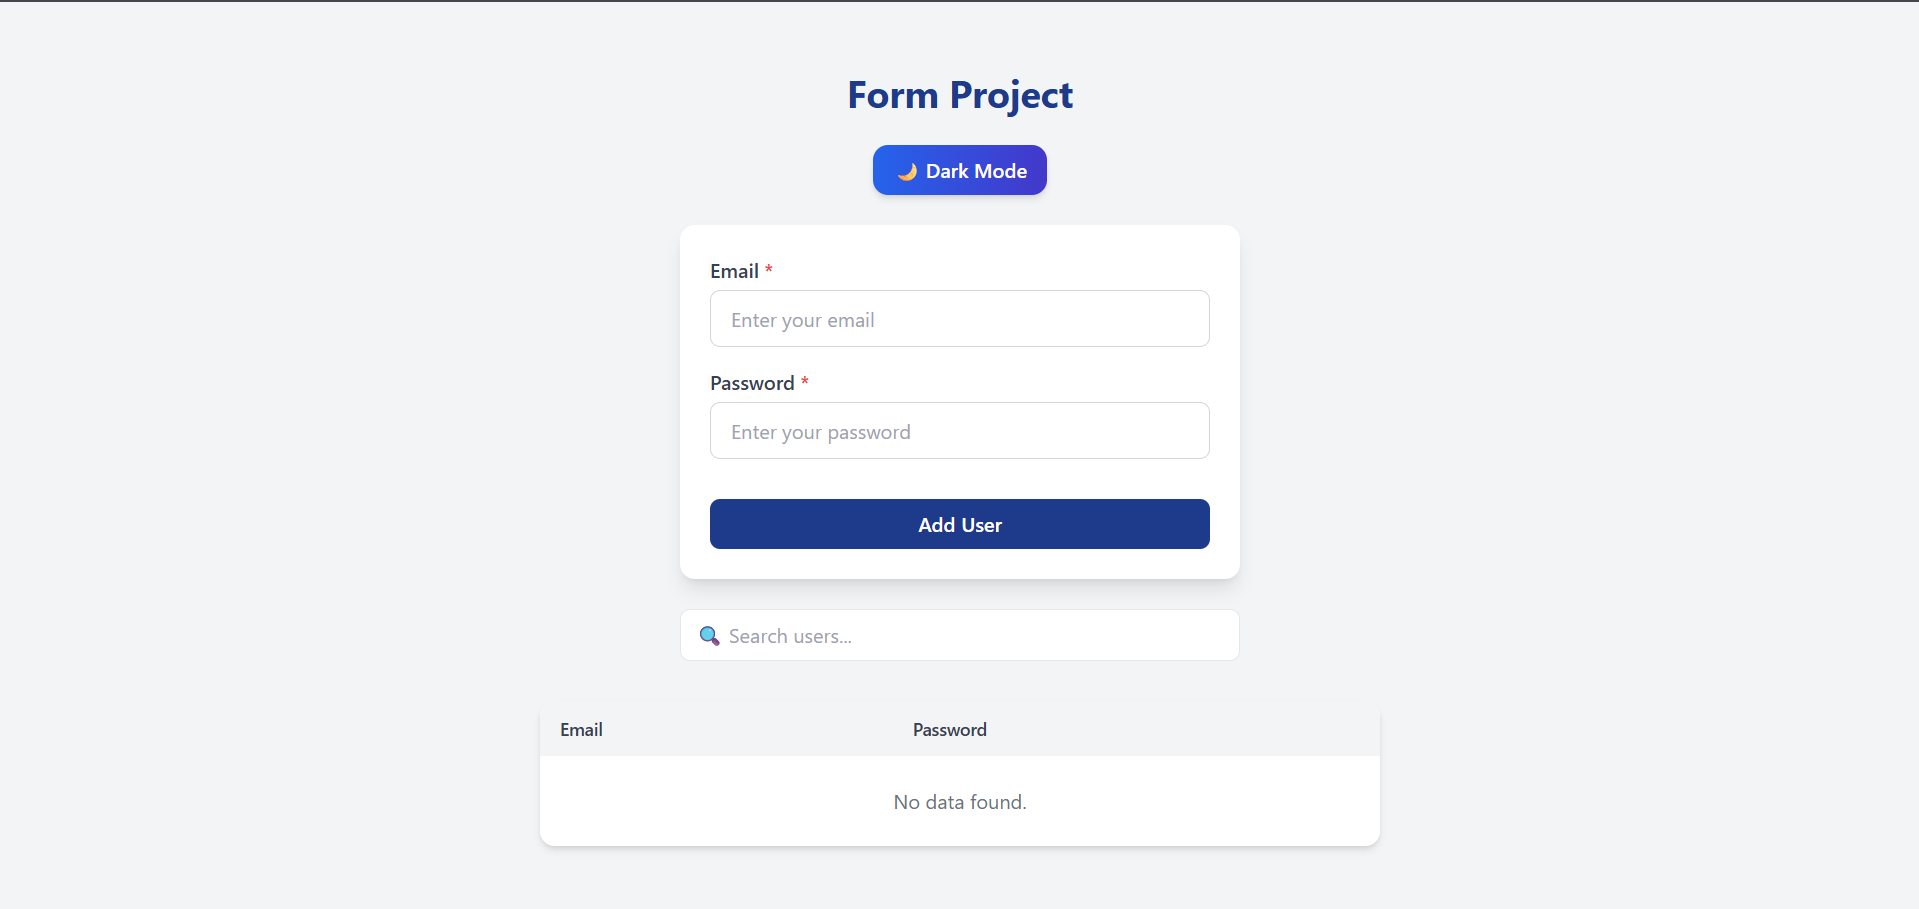 Form Project
🌙 Dark Mode
Email *
Enter your email
Password *
Enter your password
Add User
🔍 Search users...
Email Password
No data found.